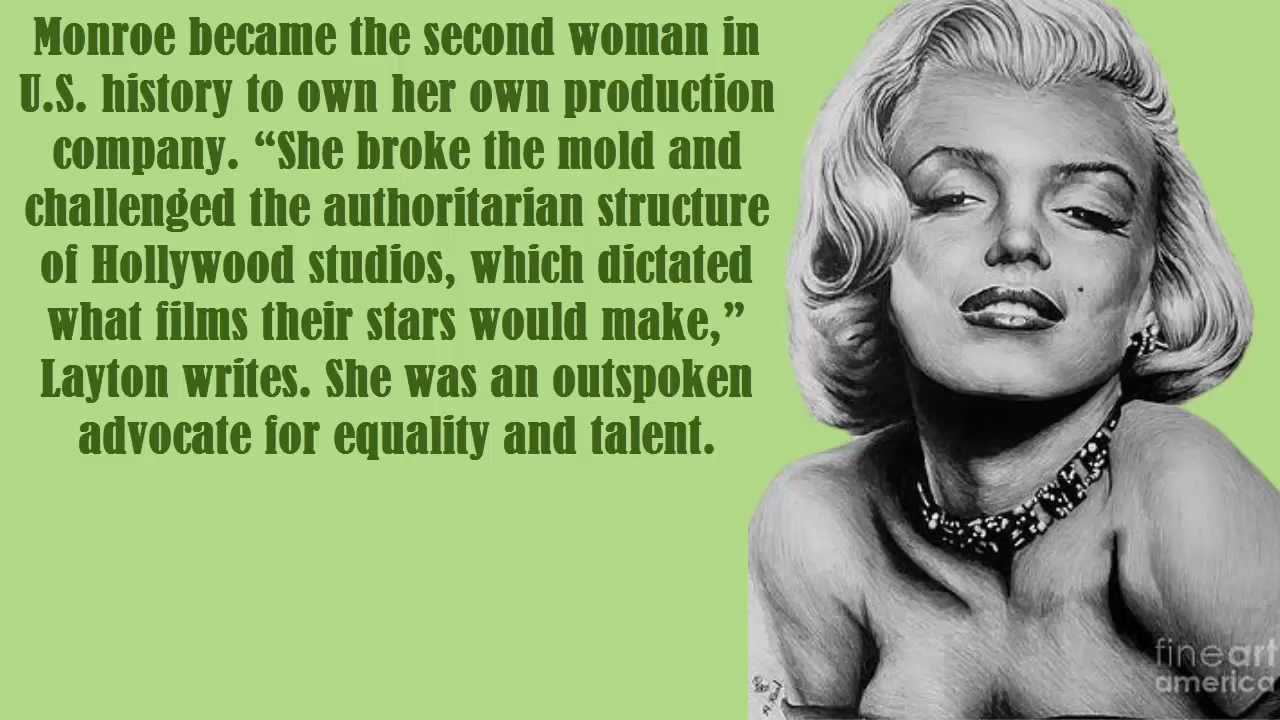 Monroe became the second woman in
U.S. history to own her own production
company. “She broke the mold and
challenged the authoritarian structure
of Hollywood studios, which dictated
what films their stars would make,”
Layton writes. She was an outspoken
advocate for equality and talent.
fineart
america